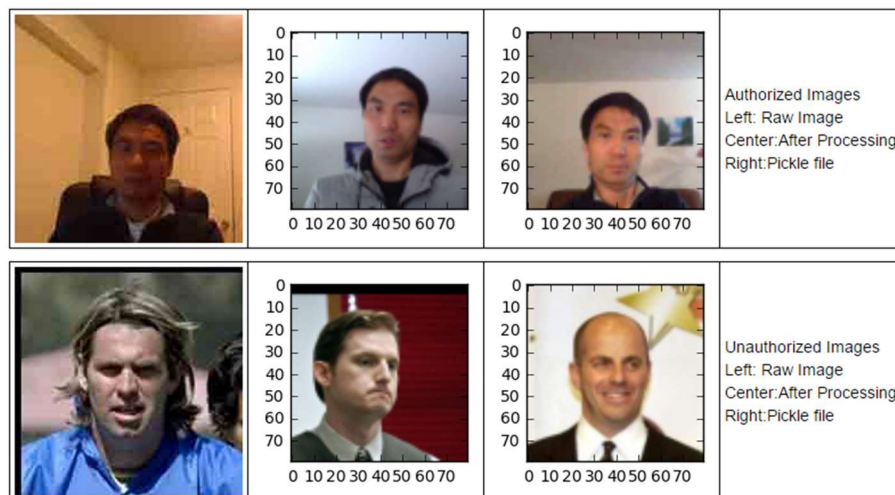 0
10
20
30
40
50
60
70
0 10 20 30 40 50 60 70
0
10
20
30
40
50
60
70
0 10 20 30 40 50 60 70
Authorized Images
Left: Raw Image
Center:After Processing
Right:Pickle file
0
10
20
30
40
50
60
70
0 10 20 30 40 50 60 70
0
10
20
30
40
50
60
70
0 10 20 30 40 50 60 70
Unauthorized Images
Left: Raw Image
Center:After Processing
Right:Pickle file